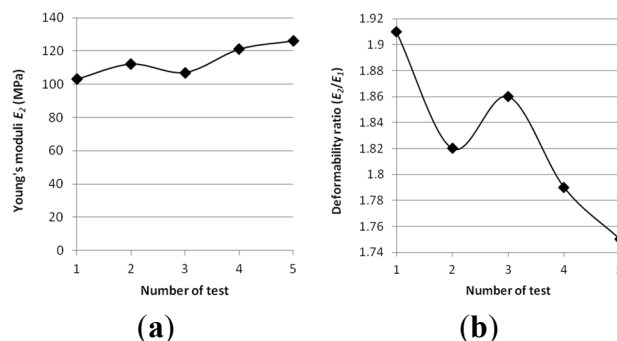 Young's moduli E2 (MPa)
140
120
100
80
60
40
20
0
1 2 3 4 5
Number of test
(a)
Deformability ratio (E2/E1)
1.92
1.9
1.88
1.86
1.84
1.82
1.8
1.78
1.76
1.74
1 2 3 4 5
Number of test
(b)